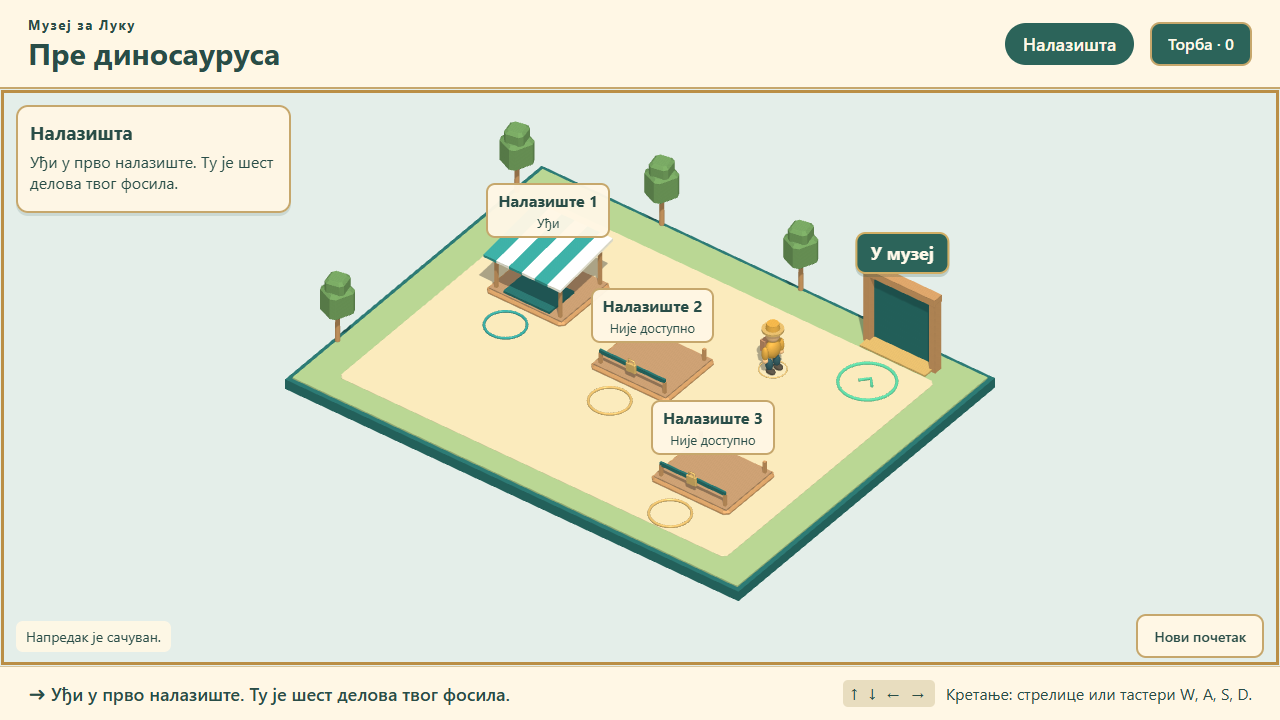 Музеј за Луку
Пре диносауруса
Налазишта
Торба · 0
Налазишта
Уђи у прво налазиште. Ту је шест
делова твог фосила.
Налазиште 1
Уђи
У музеј
Налазиште 2
Није доступно
Налазиште 3
Није доступно
Напредак је сачуван.
Нови почетак
→ Уђи у прво налазиште. Ту је шест делова твог фосила.
↑ ↓ ← → Кретање: стрелице или тастери W, A, S, D.